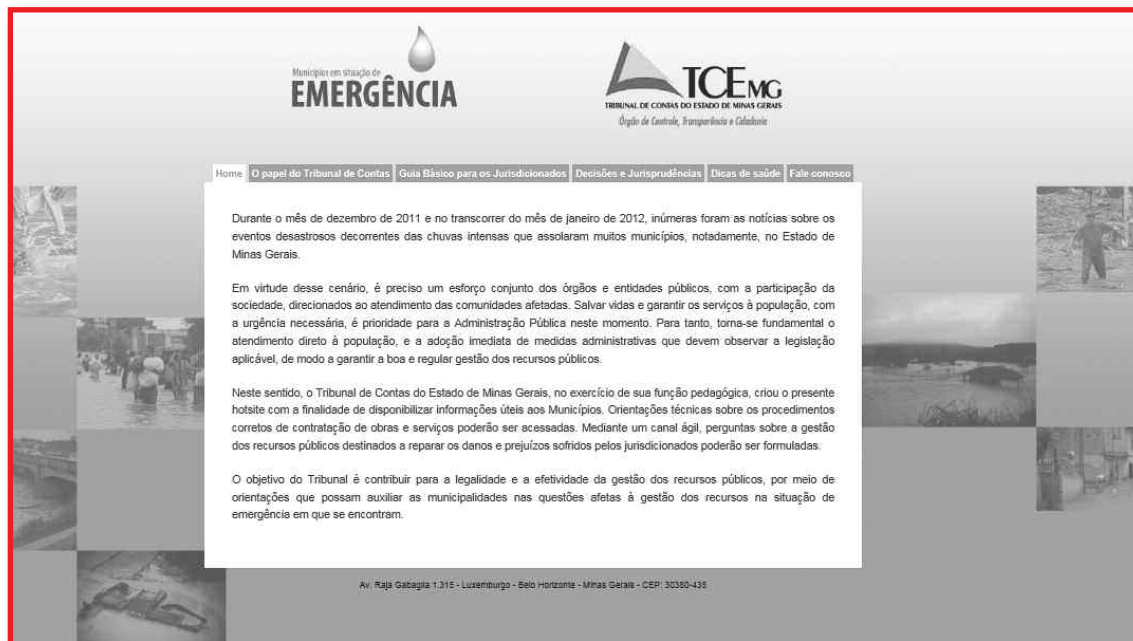 Municípios em situação de
EMERGÊNCIA
TCEMG
TRIBUNAL DE CONTAS DO ESTADO DE MINAS GERAIS
Órgão de Controle, Transparência e Cidadania
Home O papel do Tribunal de Contas Guia Básico para os Jurisdicionados Decisões e Jurisprudências Dicas de saúde Fale conosco
Durante o mês de dezembro de 2011 e no transcorrer do mês de janeiro de 2012, inúmeras foram as notícias sobre os
eventos desastrosos decorrentes das chuvas intensas que assolaram muitos municípios, notadamente, no Estado de
Minas Gerais.
Em virtude desse cenário, é preciso um esforço conjunto dos órgãos e entidades públicos, com a participação da
sociedade, direcionados ao atendimento das comunidades afetadas. Salvar vidas e garantir os serviços à população, com
a urgência necessária, é prioridade para a Administração Pública neste momento. Para tanto, torna-se fundamental o
atendimento direto à população, e a adoção imediata de medidas administrativas que devem observar a legislação
aplicável, de modo a garantir a boa e regular gestão dos recursos públicos.
Neste sentido, o Tribunal de Contas do Estado de Minas Gerais, no exercício de sua função pedagógica, criou o presente
hotsite com a finalidade de disponibilizar informações úteis aos Municípios. Orientações técnicas sobre os procedimentos
corretos de contratação de obras e serviços poderão ser acessadas. Mediante um canal ágil, perguntas sobre a gestão
dos recursos públicos destinados a reparar os danos e prejuízos sofridos pelos jurisdicionados poderão ser formuladas.
O objetivo do Tribunal é contribuir para a legalidade e a efetividade da gestão dos recursos públicos, por meio de
orientações que possam auxiliar as municipalidades nas questões afetas à gestão dos recursos na situação de
emergência em que se encontram.
Av. Raja Gabaglia 1.315 - Luxemburgo - Belo Horizonte - Minas Gerais - CEP: 30380-435